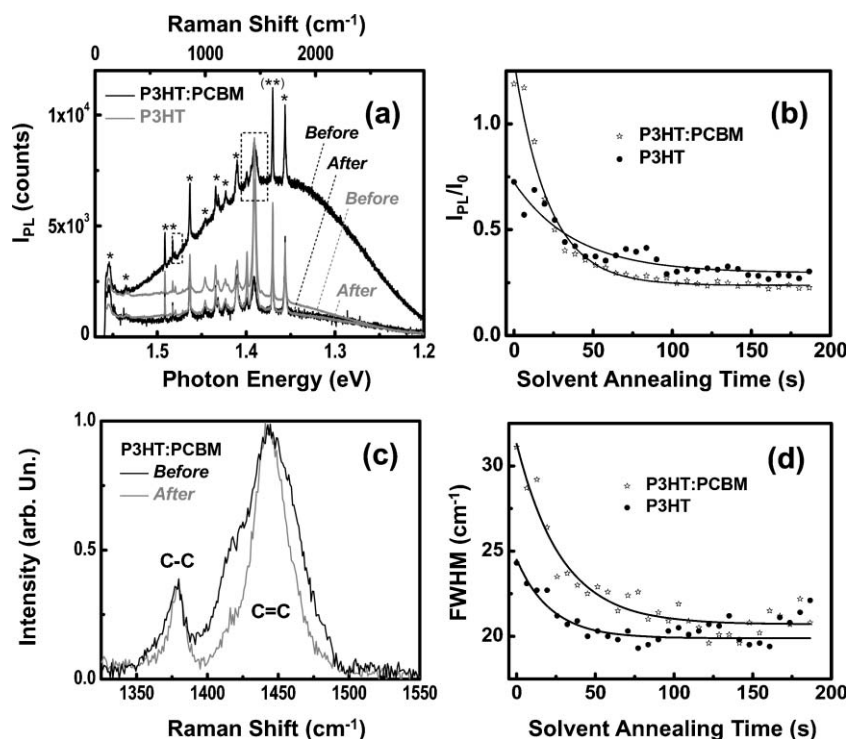 Raman Shift (cm⁻¹)
0 1000 2000
(a)
P3HT:PCBM
P3HT
(**)
*
*
*
*
*
*
*
**
*
*
Before
After
Before
After
1x10⁴
5x10³
0
I_PL (counts)
1.5 1.4 1.3 1.2
Photon Energy (eV)
(b)
P3HT:PCBM
P3HT
1.0
0.5
0.0
I_PL/I_0
0 50 100 150 200
Solvent Annealing Time (s)
(c)
P3HT:PCBM
Before
After
C-C
C=C
1.0
0.5
0.0
Intensity (arb. Un.)
1350 1400 1450 1500 1550
Raman Shift (cm⁻¹)
(d)
P3HT:PCBM
P3HT
30
25
20
FWHM (cm⁻¹)
0 50 100 150 200
Solvent Annealing Time (s)